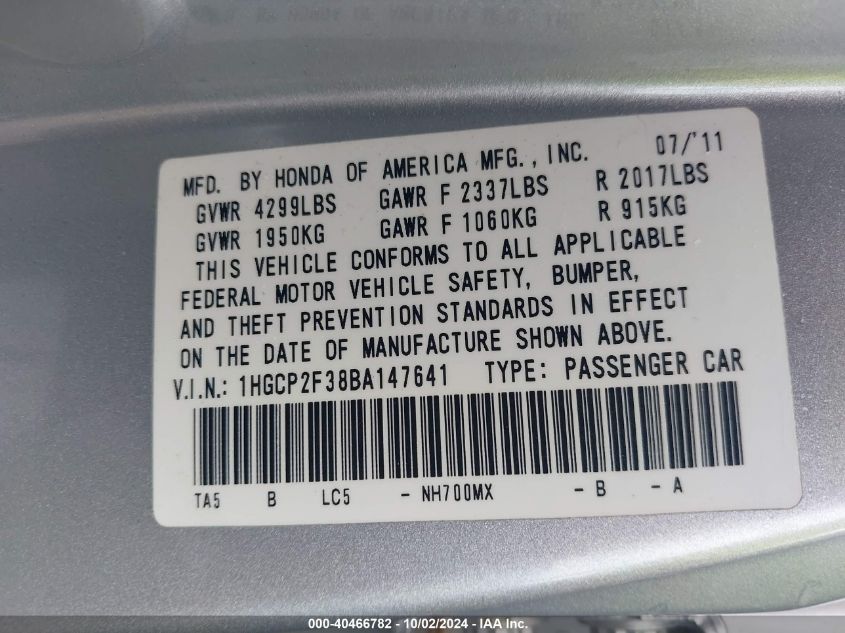 MFD. BY HONDA OF AMERICA MFG., INC. 07/'11
GVWR 4299LBS GAWR F 2337LBS R 2017LBS
GVWR 1950KG GAWR F 1060KG R 915KG
THIS VEHICLE CONFORMS TO ALL APPLICABLE
FEDERAL MOTOR VEHICLE SAFETY, BUMPER,
AND THEFT PREVENTION STANDARDS IN EFFECT
ON THE DATE OF MANUFACTURE SHOWN ABOVE.
V.I.N.: 1HGCP2F38BA147641 TYPE: PASSENGER CAR
TA5 B LC5 - NH700MX - B - A
000-40466782 - 10/02/2024 - IAA Inc.